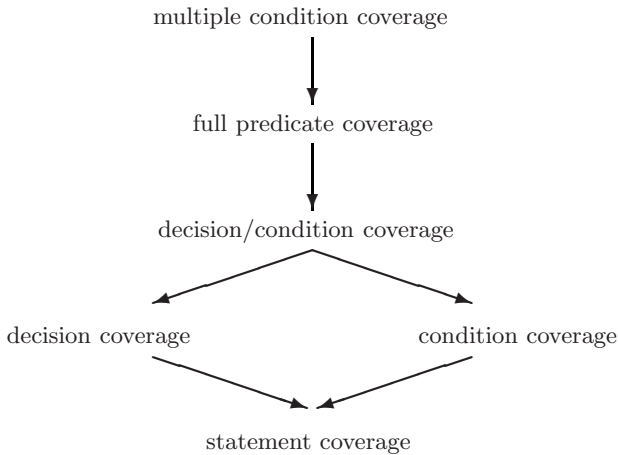 multiple condition coverage
full predicate coverage
decision/condition coverage
decision coverage
condition coverage
statement coverage